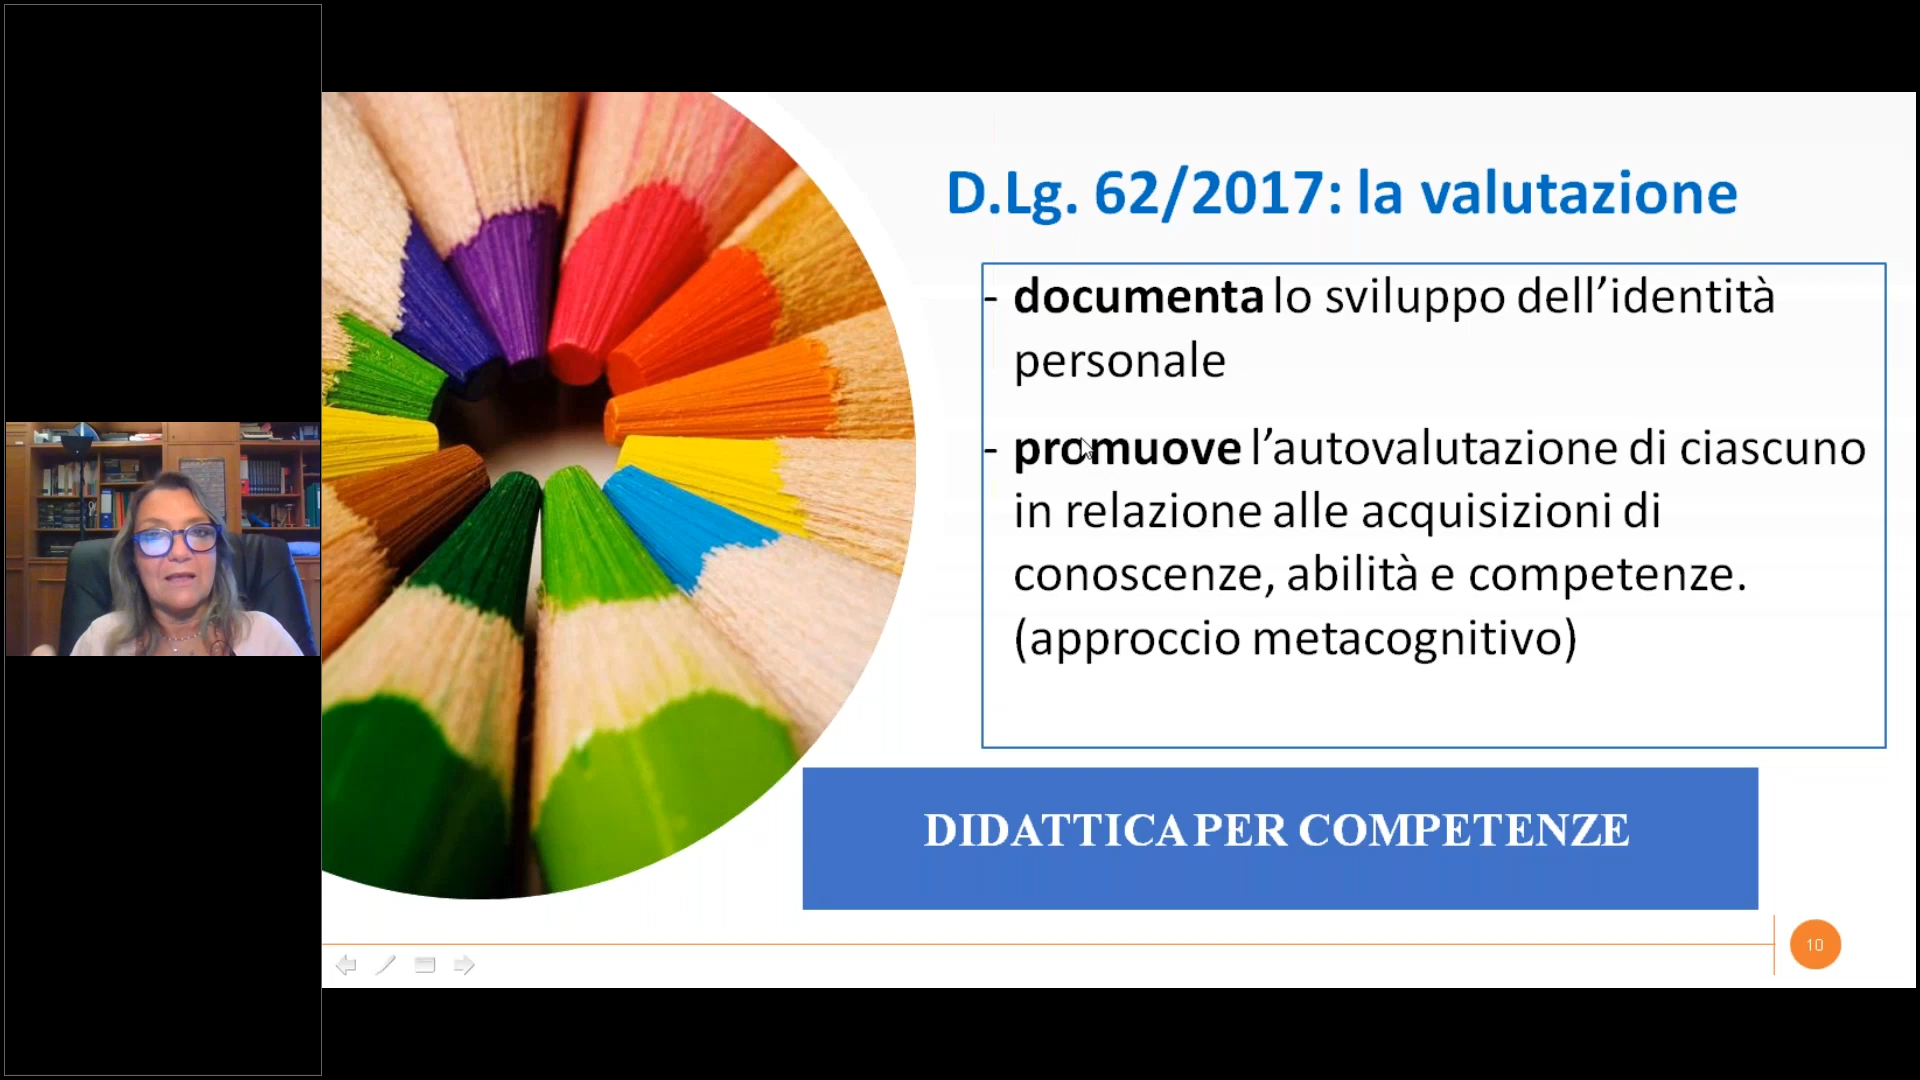 D.Lg. 62/2017: la valutazione
- documenta lo sviluppo dell’identità
personale
- promuove l’autovalutazione di ciascuno
in relazione alle acquisizioni di
conoscenze, abilità e competenze.
(approccio metacognitivo)
DIDATTICA PER COMPETENZE
10